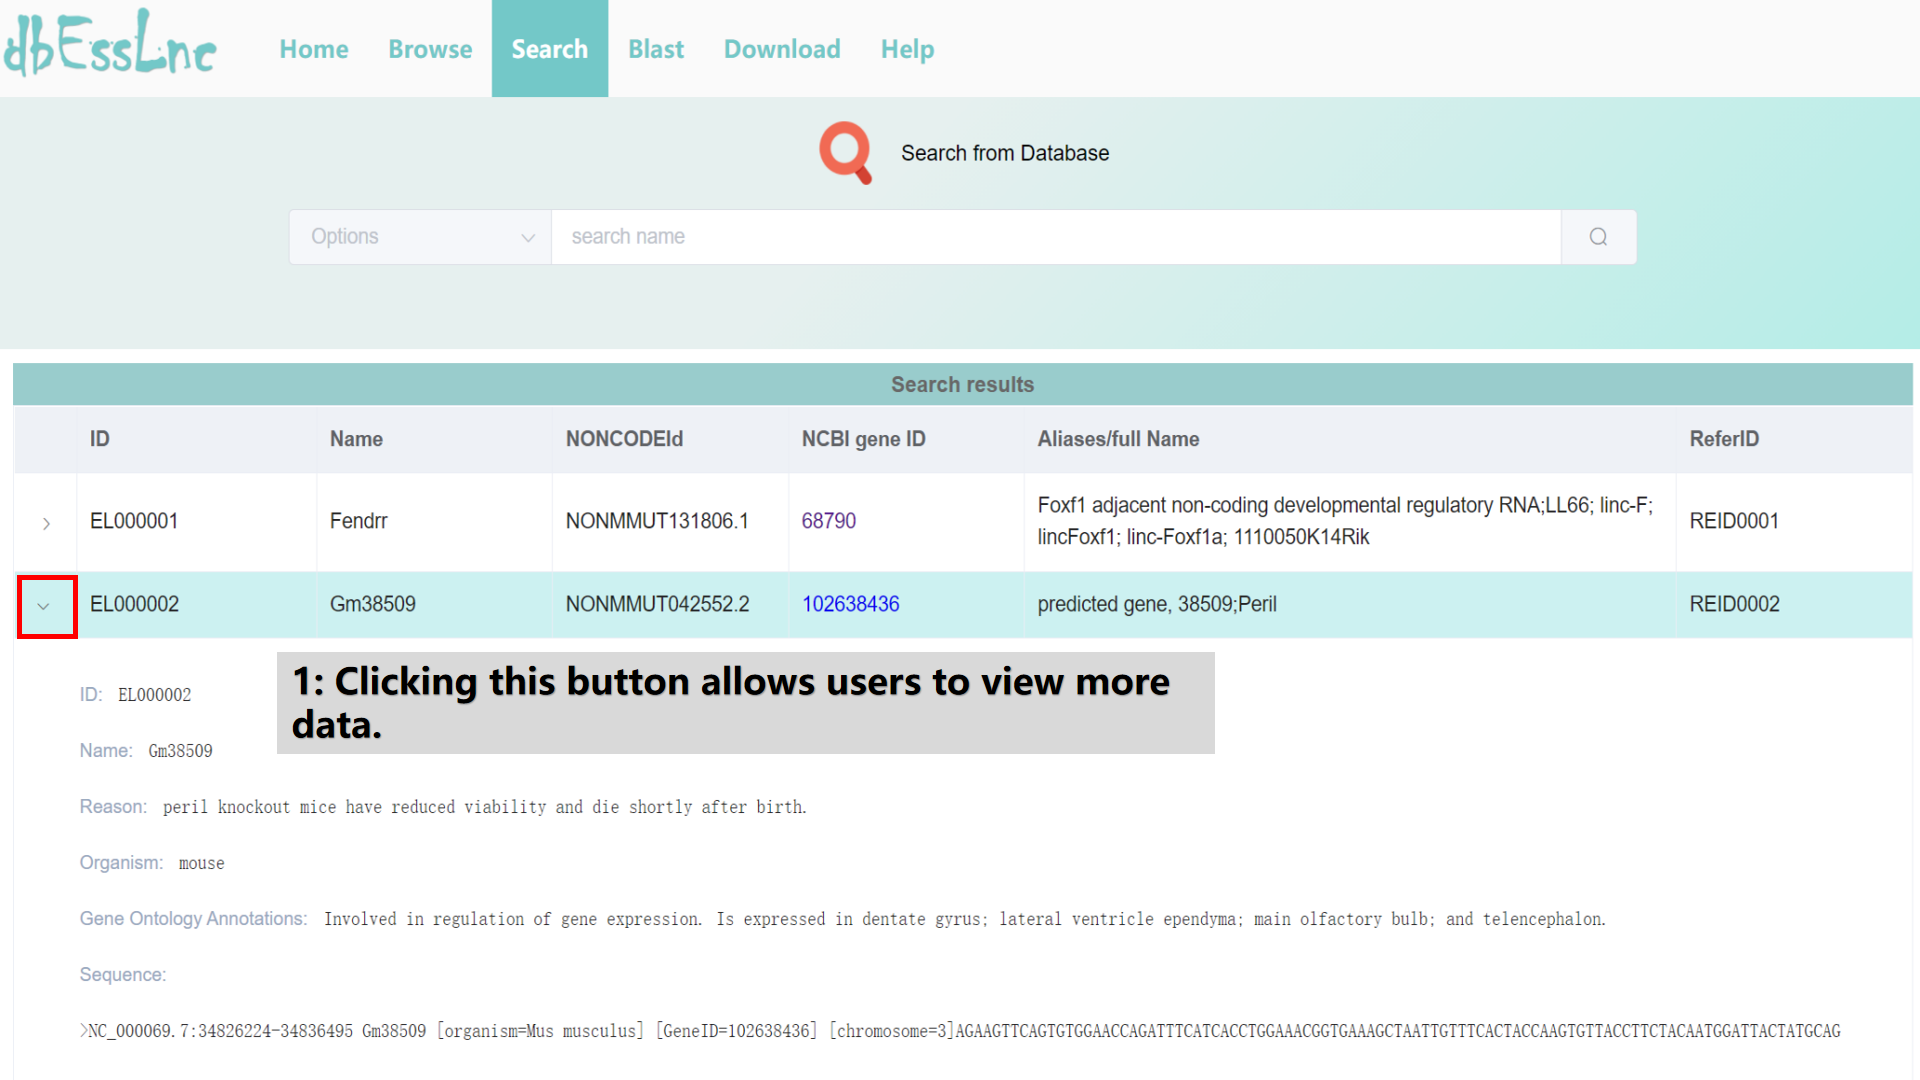 dbEssLnc
Home Browse Search Blast Download Help
Search from Database
Options search name
Search results
ID Name NONCODEId NCBI gene ID Aliases/full Name ReferID
EL000001 Fendrr NONMMUT131806.1 68790 Foxf1 adjacent non-coding developmental regulatory RNA;LL66; linc-F; REID0001
lincFoxf1; linc-Foxf1a; 1110050K14Rik
EL000002 Gm38509 NONMMUT042552.2 102638436 predicted gene, 38509;Peril REID0002
1: Clicking this button allows users to view more
data.
ID: EL000002
Name: Gm38509
Reason: peril knockout mice have reduced viability and die shortly after birth.
Organism: mouse
Gene Ontology Annotations: Involved in regulation of gene expression. Is expressed in dentate gyrus; lateral ventricle ependyma; main olfactory bulb; and telencephalon.
Sequence:
>NC_000069.7:34826224-34836495 Gm38509 [organism=Mus musculus] [GeneID=102638436] [chromosome=3]AGAAGTTCAGTGTGGAACCAGATTTCATCACCTGGAAACGGTGAAAGCTAATTGTTTCACTACCAAGTGTTACCTTCTACAATGGATTACTATGCAG